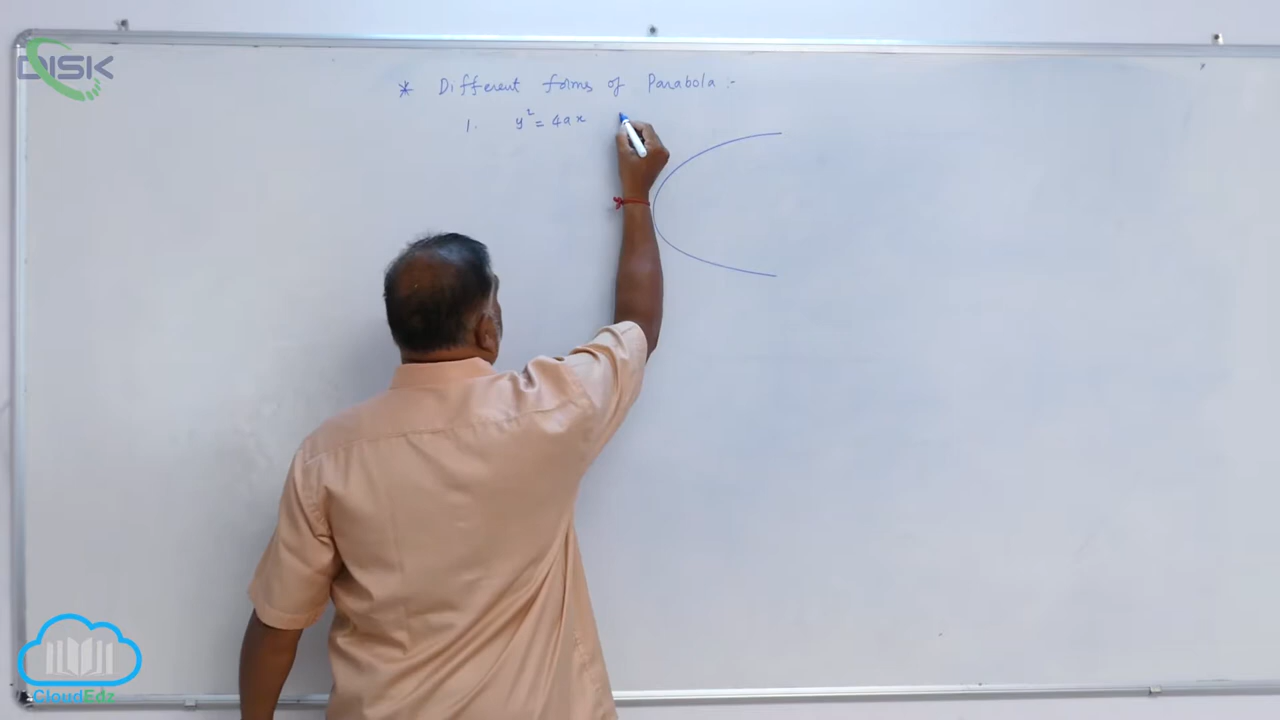 DISK
* Different forms of Parabola :-
1. y² = 4ax
CloudEdz